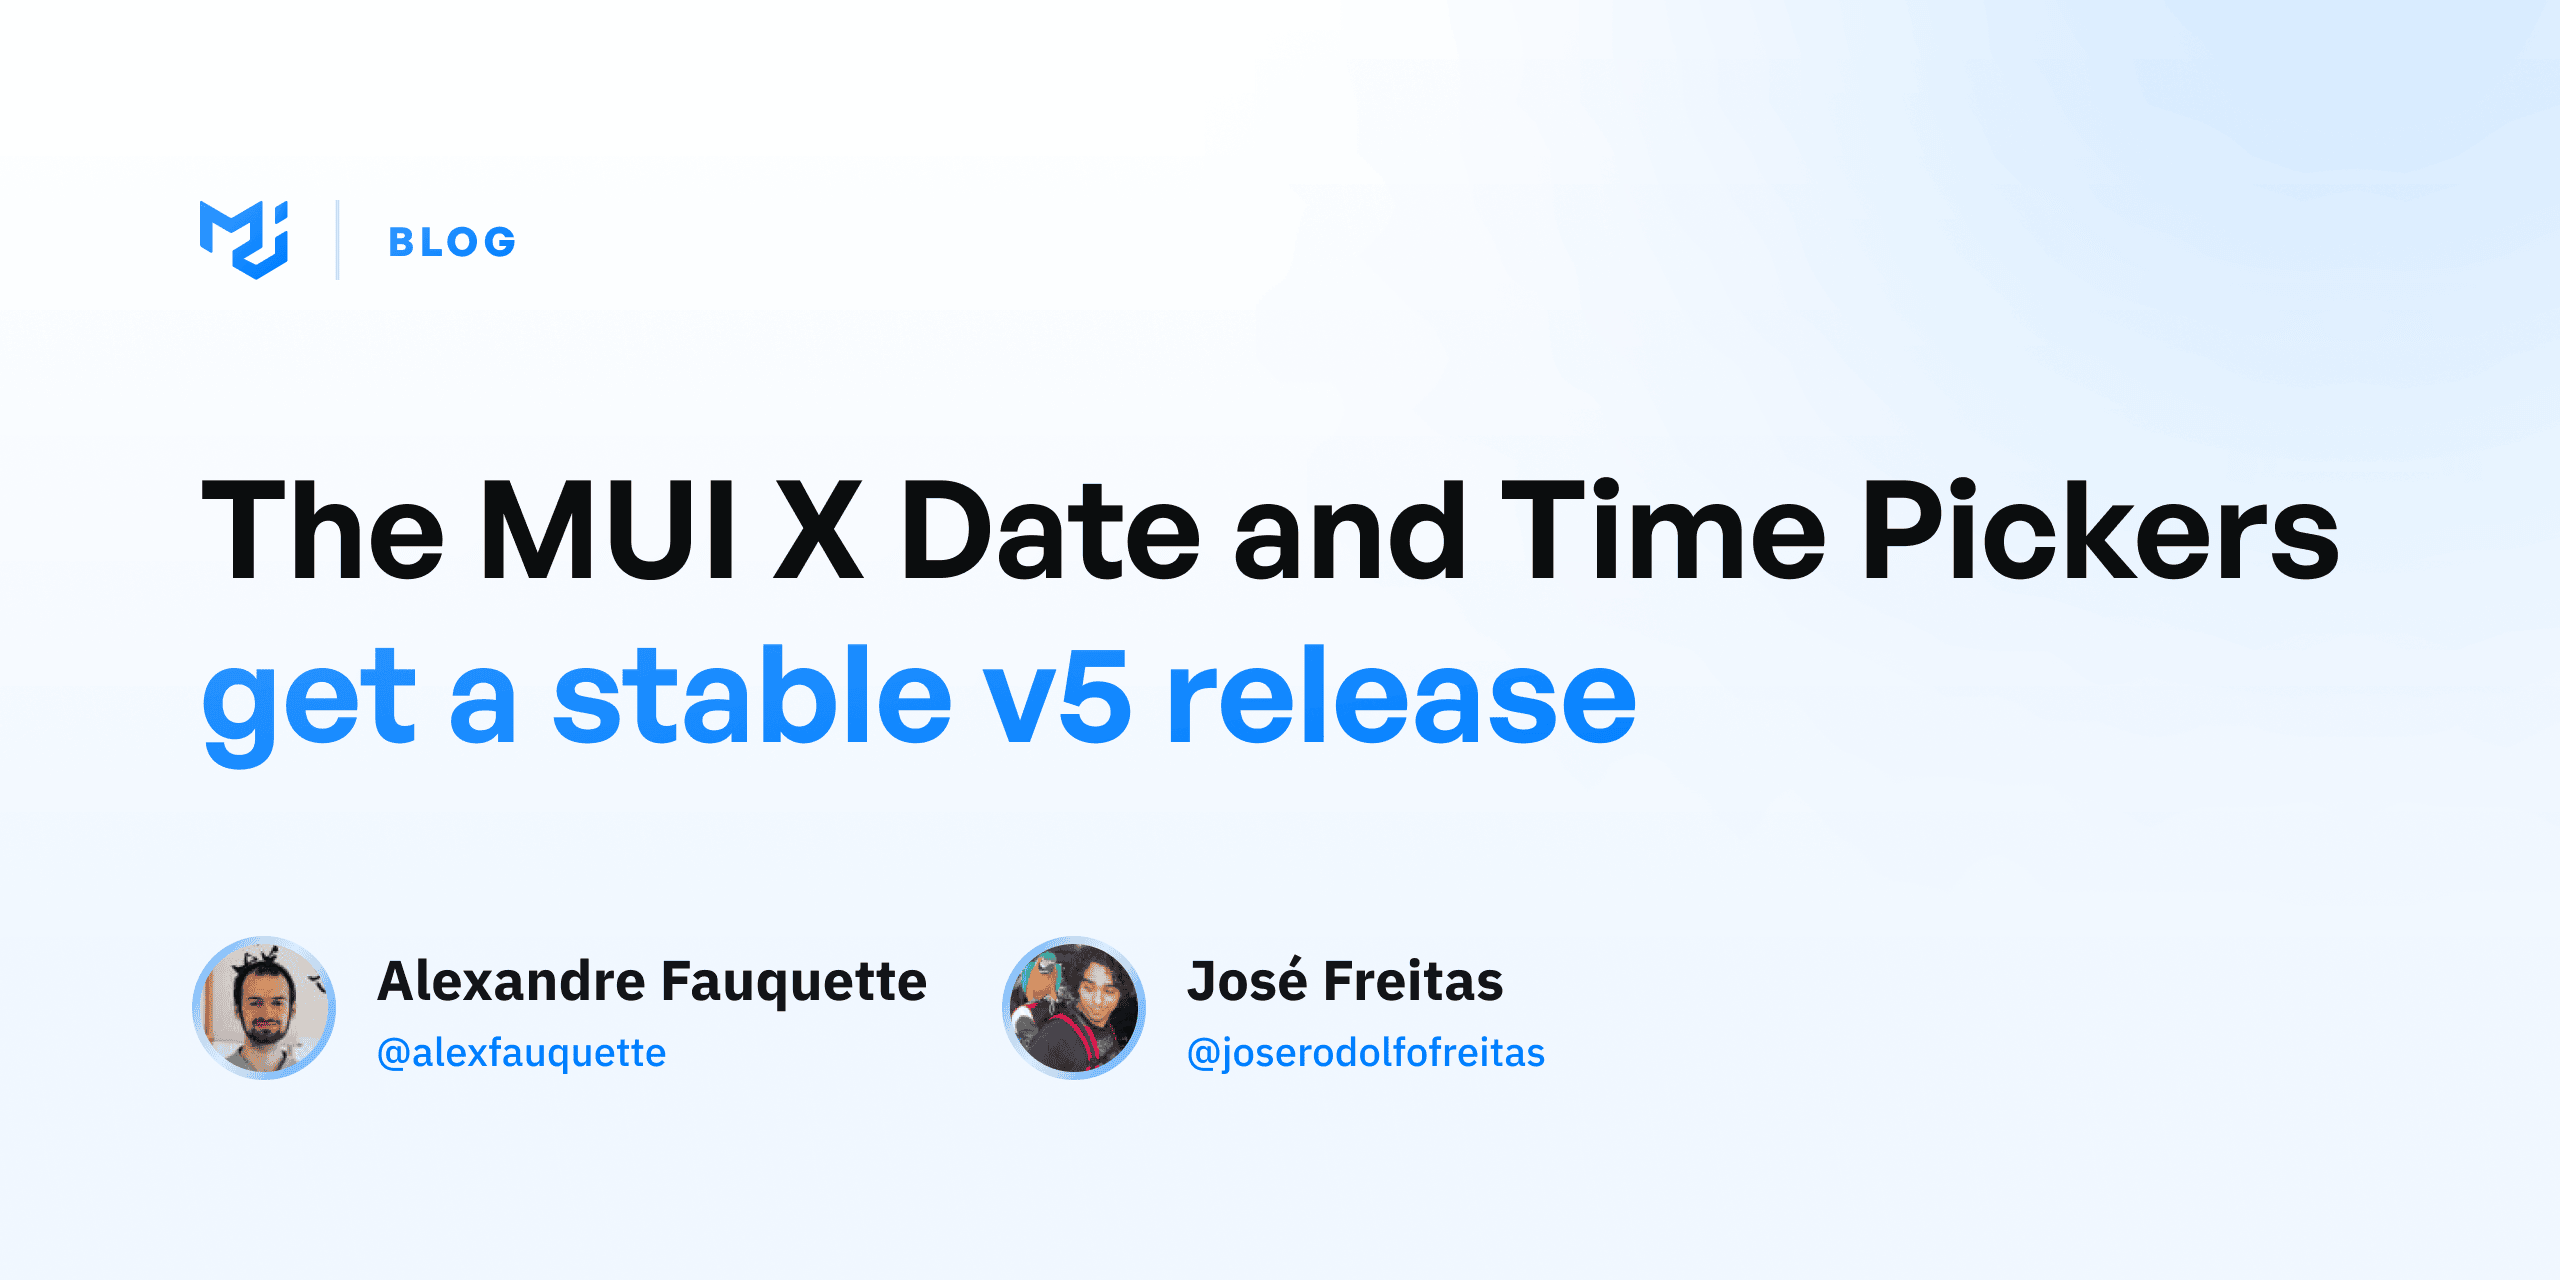 BLOG
The MUI X Date and Time Pickers
get a stable v5 release
Alexandre Fauquette
@alexfauquette
José Freitas
@joserodolfofreitas